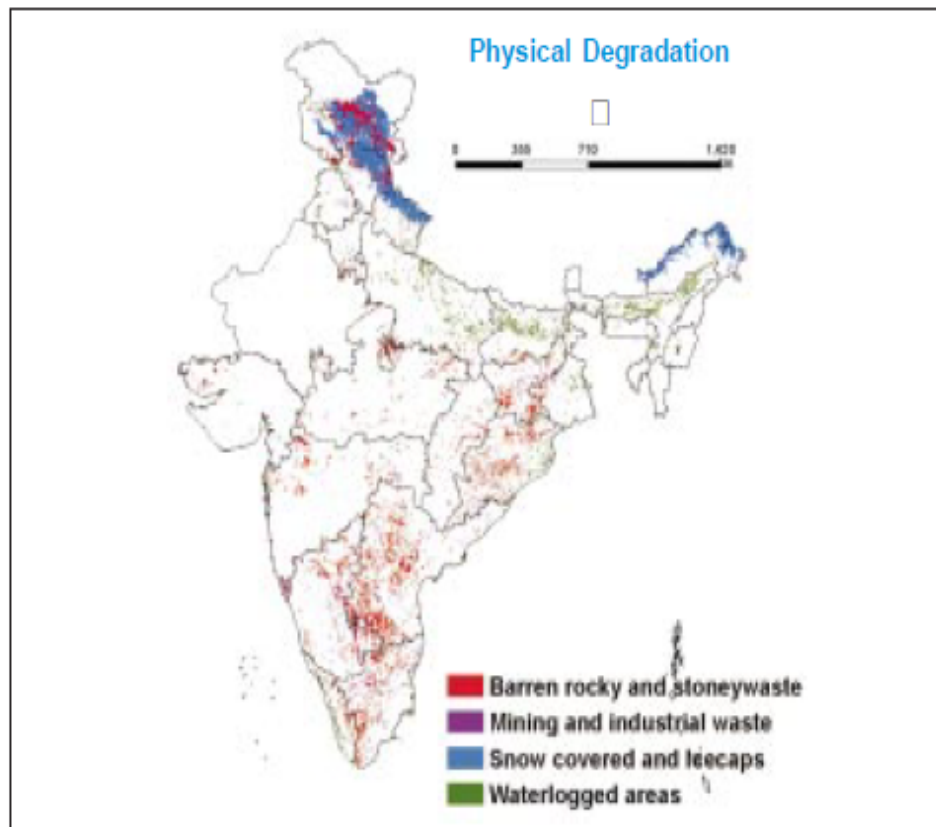 Physical Degradation
0 355 710 1,420
Barren rocky and stoneywaste
Mining and industrial waste
Snow covered and Icecaps
Waterlogged areas